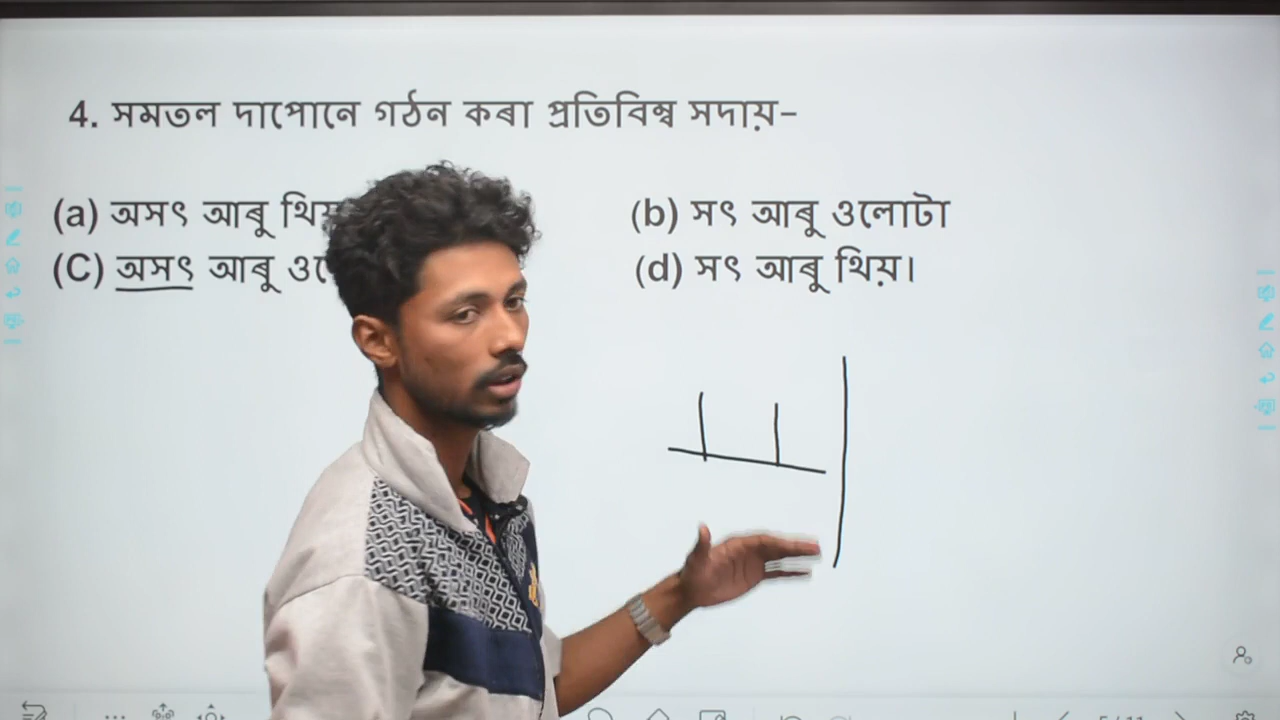 4. সমতল দাপোনে গঠন কৰা প্ৰতিবিম্ব সদায়-
(a) অসৎ আৰু
(b) সৎ আৰু ওলোটা
(C) অসৎ আৰু
(d) সৎ আৰু থিয়।